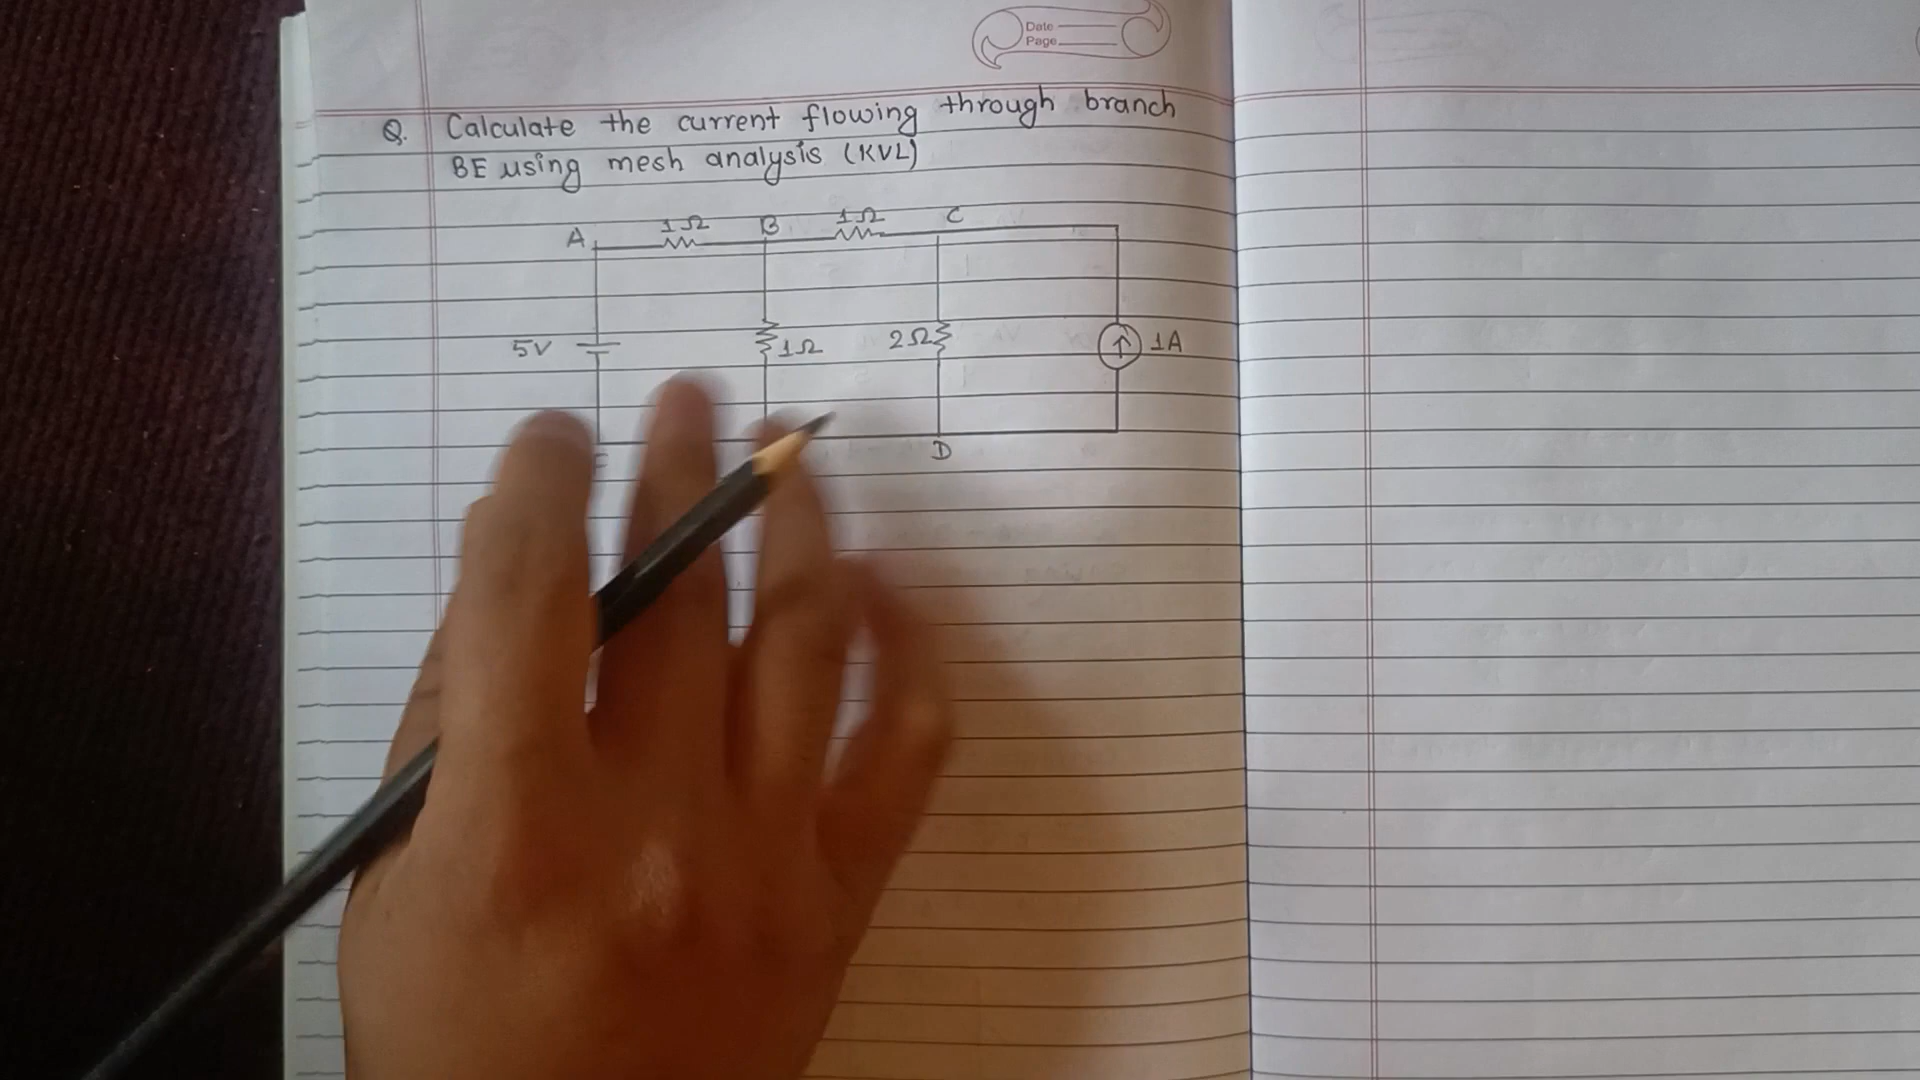 Date
Page
Q. Calculate the current flowing through branch
BE using mesh analysis (KVL)
A 1Ω B 1Ω C
5V 1Ω 2Ω 1A
D